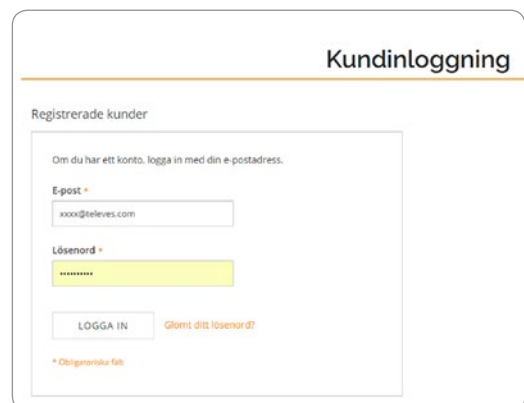 Kundinloggning
Registrerade kunder
Om du har ett konto, logga in med din e-postadress.
E-post *
xxxx@televes.com
Lösenord *
••••••••••
LOGGA IN Glömt ditt lösenord?
* Obligatoriska fält